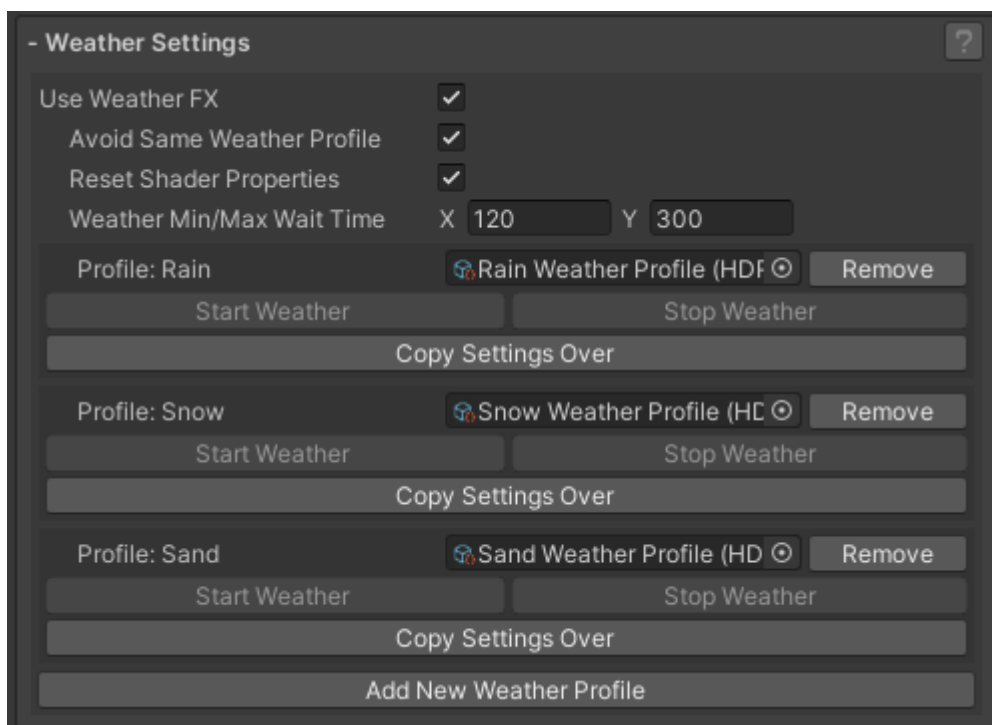 - Weather Settings ?
Use Weather FX
Avoid Same Weather Profile
Reset Shader Properties
Weather Min/Max Wait Time X 120 Y 300
Profile: Rain Rain Weather Profile (HDF Remove
Start Weather Stop Weather
Copy Settings Over
Profile: Snow Snow Weather Profile (HD Remove
Start Weather Stop Weather
Copy Settings Over
Profile: Sand Sand Weather Profile (HD Remove
Start Weather Stop Weather
Copy Settings Over
Add New Weather Profile